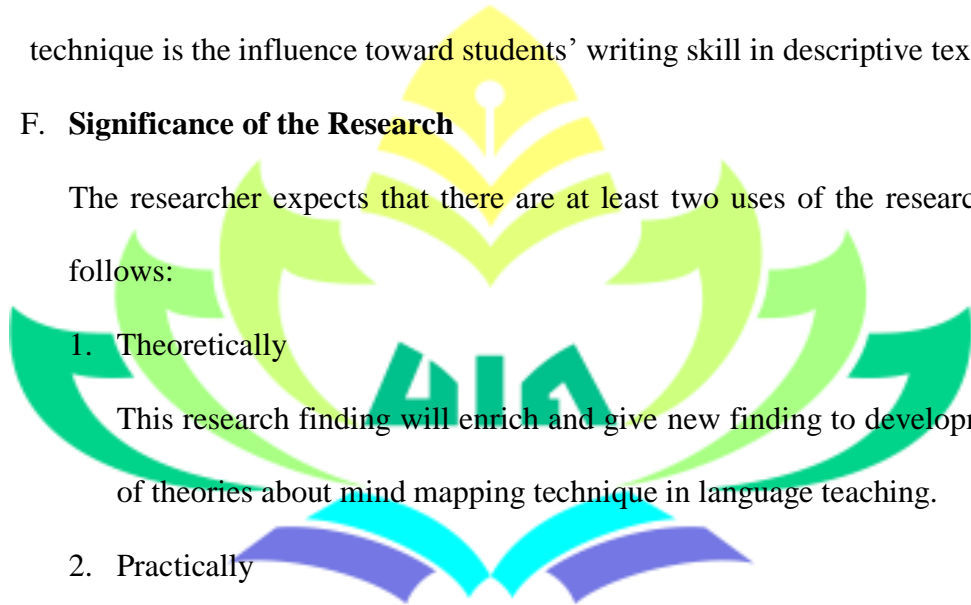 technique is the influence toward students’ writing skill in descriptive tex
F. Significance of the Research
The researcher expects that there are at least two uses of the researc
follows:
1. Theoretically
UIN
This research finding will enrich and give new finding to develop
of theories about mind mapping technique in language teaching.
2. Practically